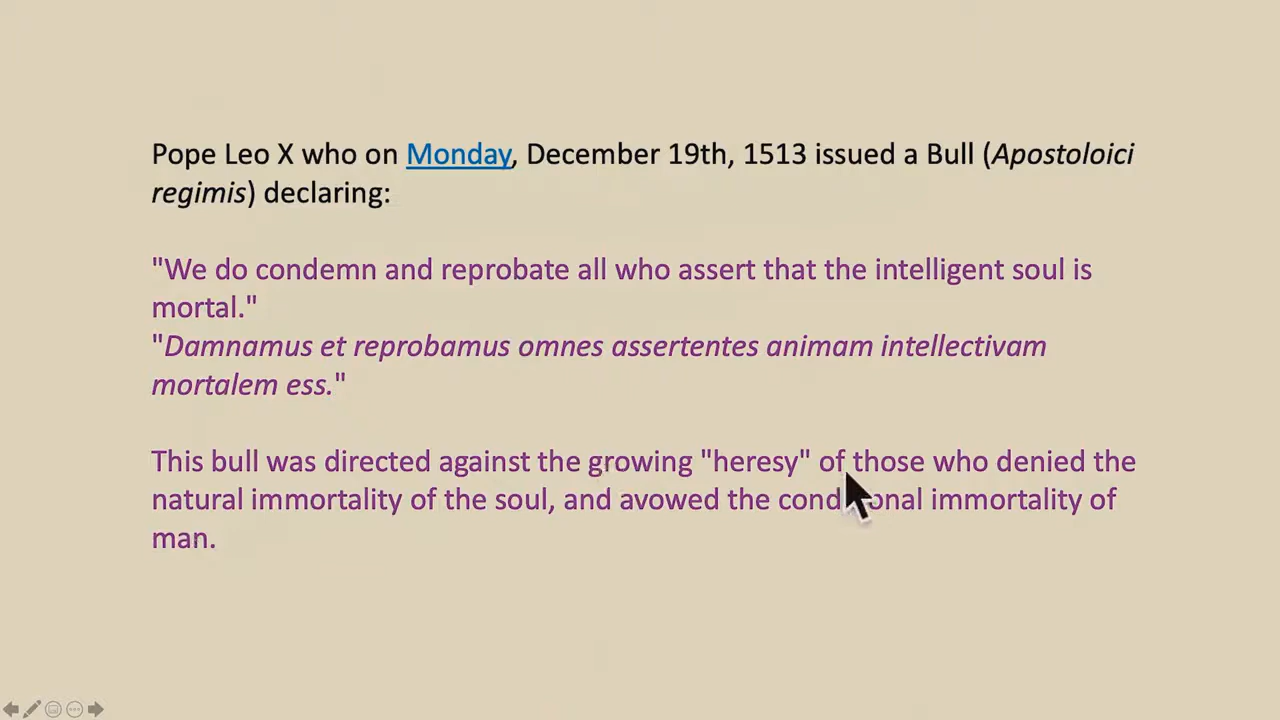 Pope Leo X who on Monday, December 19th, 1513 issued a Bull (Apostoloici
regimis) declaring:
"We do condemn and reprobate all who assert that the intelligent soul is
mortal."
"Damnamus et reprobamus omnes assertentes animam intellectivam
mortalem ess."
This bull was directed against the growing "heresy" of those who denied the
natural immortality of the soul, and avowed the conditional immortality of
man.